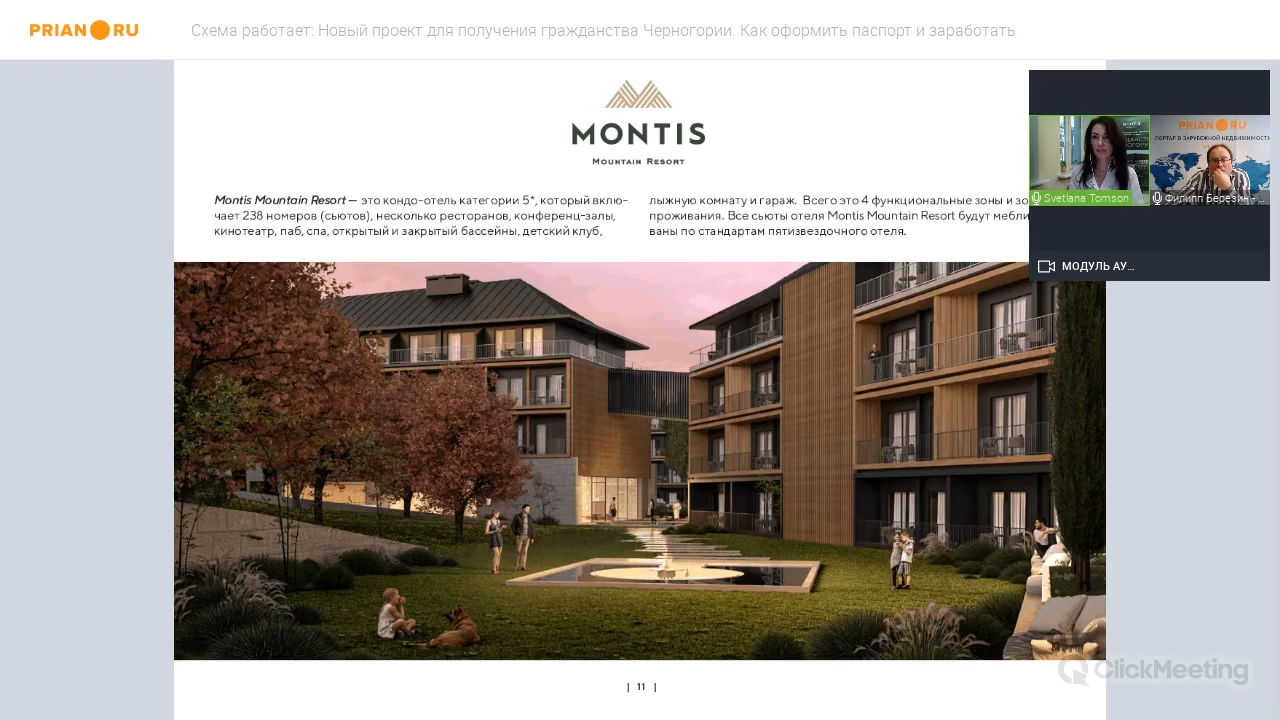 PRIAN RU
Схема работает: Новый проект для получения гражданства Черногории. Как оформить паспорт и заработать
MONTIS
MOUNTAIN RESORT
Montis Mountain Resort — это кондо-отель категории 5*, который вклю-
чает 238 номеров (сьютов), несколько ресторанов, конференц-залы,
кинотеатр, паб, спа, открытый и закрытый бассейны, детский клуб,
лыжную комнату и гараж. Всего это 4 функциональные зоны и зо
проживания. Все сьюты отеля Montis Mountain Resort будут мебли
ваны по стандартам пятизвездочного отеля.
PRIAN RU
ПОРТАЛ О ЗАРУБЕЖНОЙ НЕДВИЖИМОСТИ
Svetlana Tomson
Филипп Березин - ...
МОДУЛЬ АУ...
| 11 |
ClickMeeting